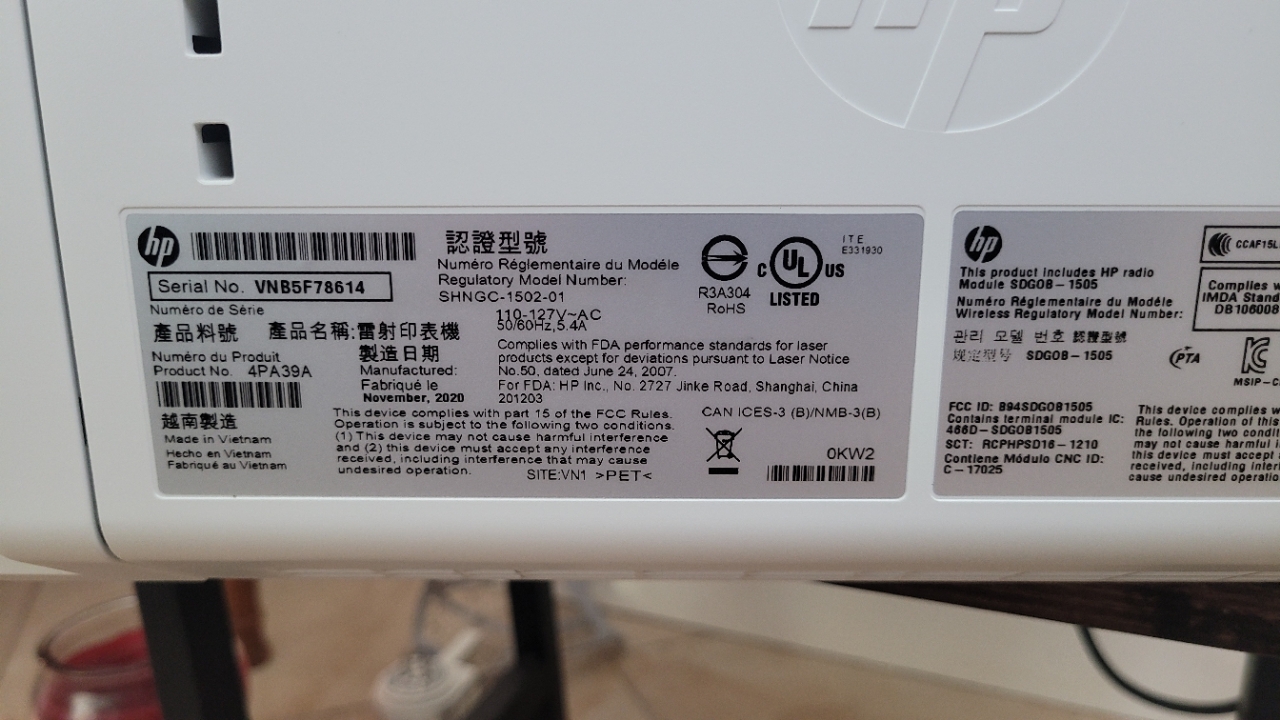 hp
hp
Serial No. VNB5F78614
Numéro de Série
產品料號
產品名稱:雷射印表機
Numéro du Produit
Product No. 4PA39A
製造日期
Manufactured:
Fabriqué le
November, 2020
越南製造
Made in Vietnam
Hecho en Vietnam
Fabriqué au Vietnam
認證型號
Numéro Réglementaire du Modéle
Regulatory Model Number:
SHNGC-1502-01
110-127V~AC
50/60Hz,5.4A
R3A304
RoHS
C UL US
LISTED
ITE
E331930
Complies with FDA performance standards for laser
products except for deviations pursuant to Laser Notice
No.50, dated June 24, 2007.
For FDA: HP Inc., No. 2727 Jinke Road, Shanghai, China
201203
This device complies with part 15 of the FCC Rules.
Operation is subject to the following two conditions.
(1) This device may not cause harmful interference
and (2) this device must accept any interference
received, including interference that may cause
undesired operation.
SITE:VN1 >PET<
CAN ICES-3 (B)/NMB-3(B)
0KW2
hp
This product includes HP radio
Module SDGOB-1505
Numéro Réglementaire du Modéle
Wireless Regulatory Model Number:
관리 모델 번호 認證型號
规定型号 SDGOB-1505
CCAF15L
Complies w
IMDA Stand
DB106008
PTA
MSIP-C
FCC ID: B94SDGOB1505
Contains terminal module IC:
466D-SDGOB1505
SCT: RCPHPSD16-1210
Contiene Módulo CNC ID:
C-17025
This device complies w
Rules. Operation of this
the following two condit
may not cause harmful
this device must accept
received, including interf
cause undesired operatio